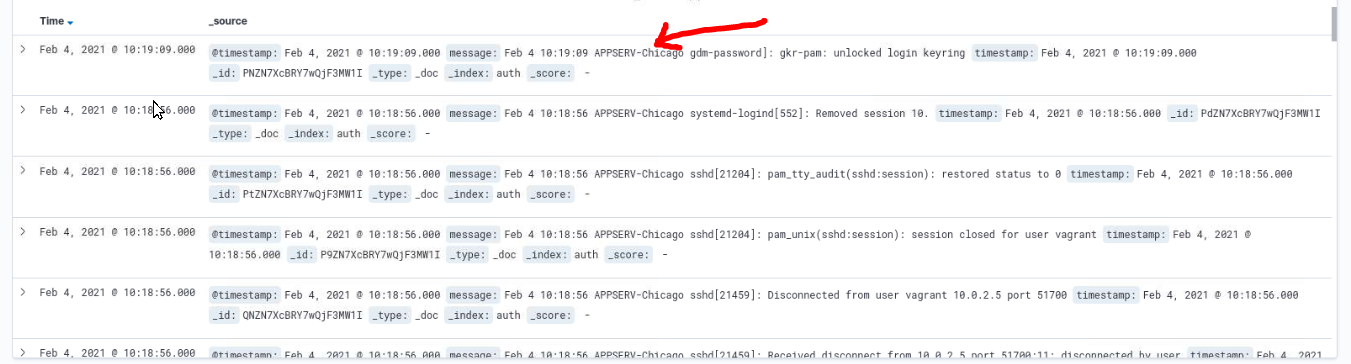 Time _source
Feb 4, 2021 @ 10:19:09.000 @timestamp: Feb 4, 2021 @ 10:19:09.000 message: Feb 4 10:19:09 APPSERV-Chicago gdm-password]: gkr-pam: unlocked login keyring timestamp: Feb 4, 2021 @ 10:19:09.000
_id: PNZN7XcBRY7wQjF3MW1I _type: _doc _index: auth _score: -
Feb 4, 2021 @ 10:18:56.000 @timestamp: Feb 4, 2021 @ 10:18:56.000 message: Feb 4 10:18:56 APPSERV-Chicago systemd-logind[552]: Removed session 10. timestamp: Feb 4, 2021 @ 10:18:56.000 _id: PdZN7XcBRY7wQjF3MW1I
_type: _doc _index: auth _score: -
Feb 4, 2021 @ 10:18:56.000 @timestamp: Feb 4, 2021 @ 10:18:56.000 message: Feb 4 10:18:56 APPSERV-Chicago sshd[21204]: pam_tty_audit(sshd:session): restored status to 0 timestamp: Feb 4, 2021 @ 10:18:56.000
_id: PtZN7XcBRY7wQjF3MW1I _type: _doc _index: auth _score: -
Feb 4, 2021 @ 10:18:56.000 @timestamp: Feb 4, 2021 @ 10:18:56.000 message: Feb 4 10:18:56 APPSERV-Chicago sshd[21204]: pam_unix(sshd:session): session closed for user vagrant timestamp: Feb 4, 2021 @
10:18:56.000 _id: P9ZN7XcBRY7wQjF3MW1I _type: _doc _index: auth _score: -
Feb 4, 2021 @ 10:18:56.000 @timestamp: Feb 4, 2021 @ 10:18:56.000 message: Feb 4 10:18:56 APPSERV-Chicago sshd[21459]: Disconnected from user vagrant 10.0.2.5 port 51700 timestamp: Feb 4, 2021 @ 10:18:56.000
_id: QNZN7XcBRY7wQjF3MW1I _type: _doc _index: auth _score: -
Feb 4, 2021 @ 10:18:56.000 @timestamp: Feb 4, 2021 @ 10:18:56.000 message: Feb 4 10:18:56 APPSERV-Chicago sshd[21459]: Received disconnect from 10.0.2.5 port 51700:11: disconnected by user timestamp: Feb 4, 2021